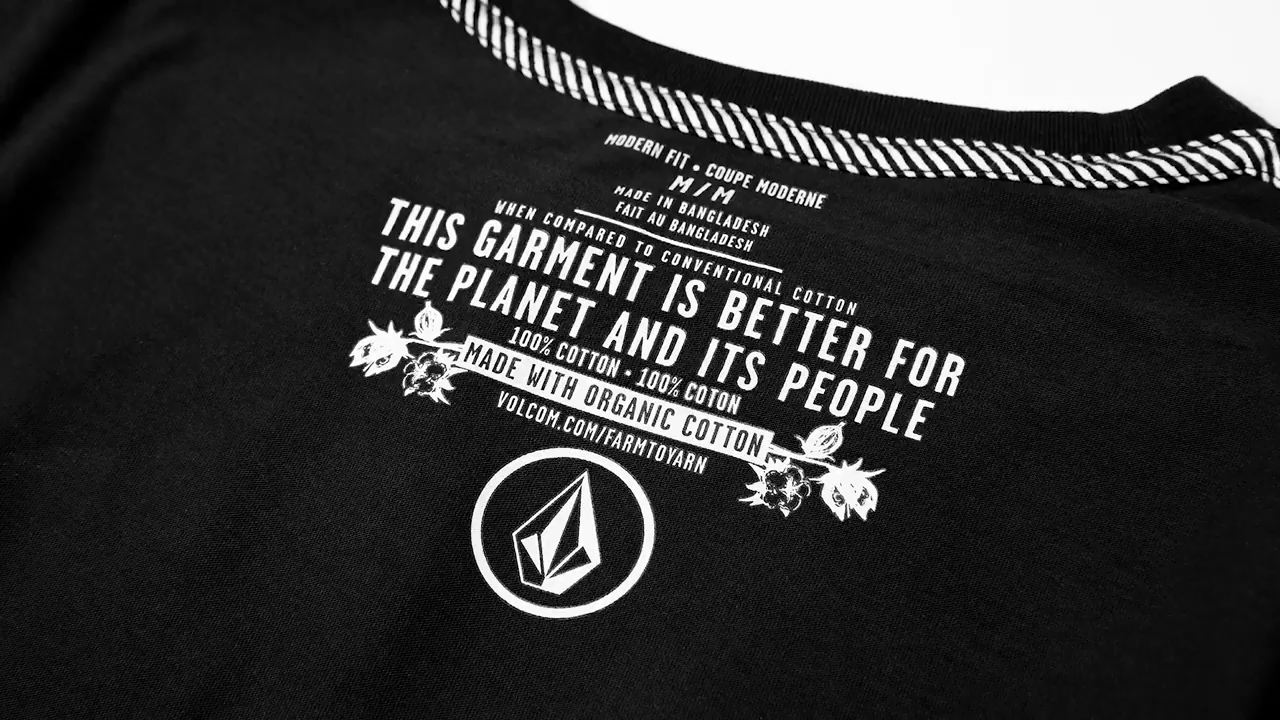 MODERN FIT • COUPE MODERNE
M/M
MADE IN BANGLADESH
FAIT AU BANGLADESH
WHEN COMPARED TO CONVENTIONAL COTTON
THIS GARMENT IS BETTER FOR
THE PLANET AND ITS PEOPLE
100% COTTON • 100% COTON
MADE WITH ORGANIC COTTON
VOLCOM.COM/FARMTOYARN